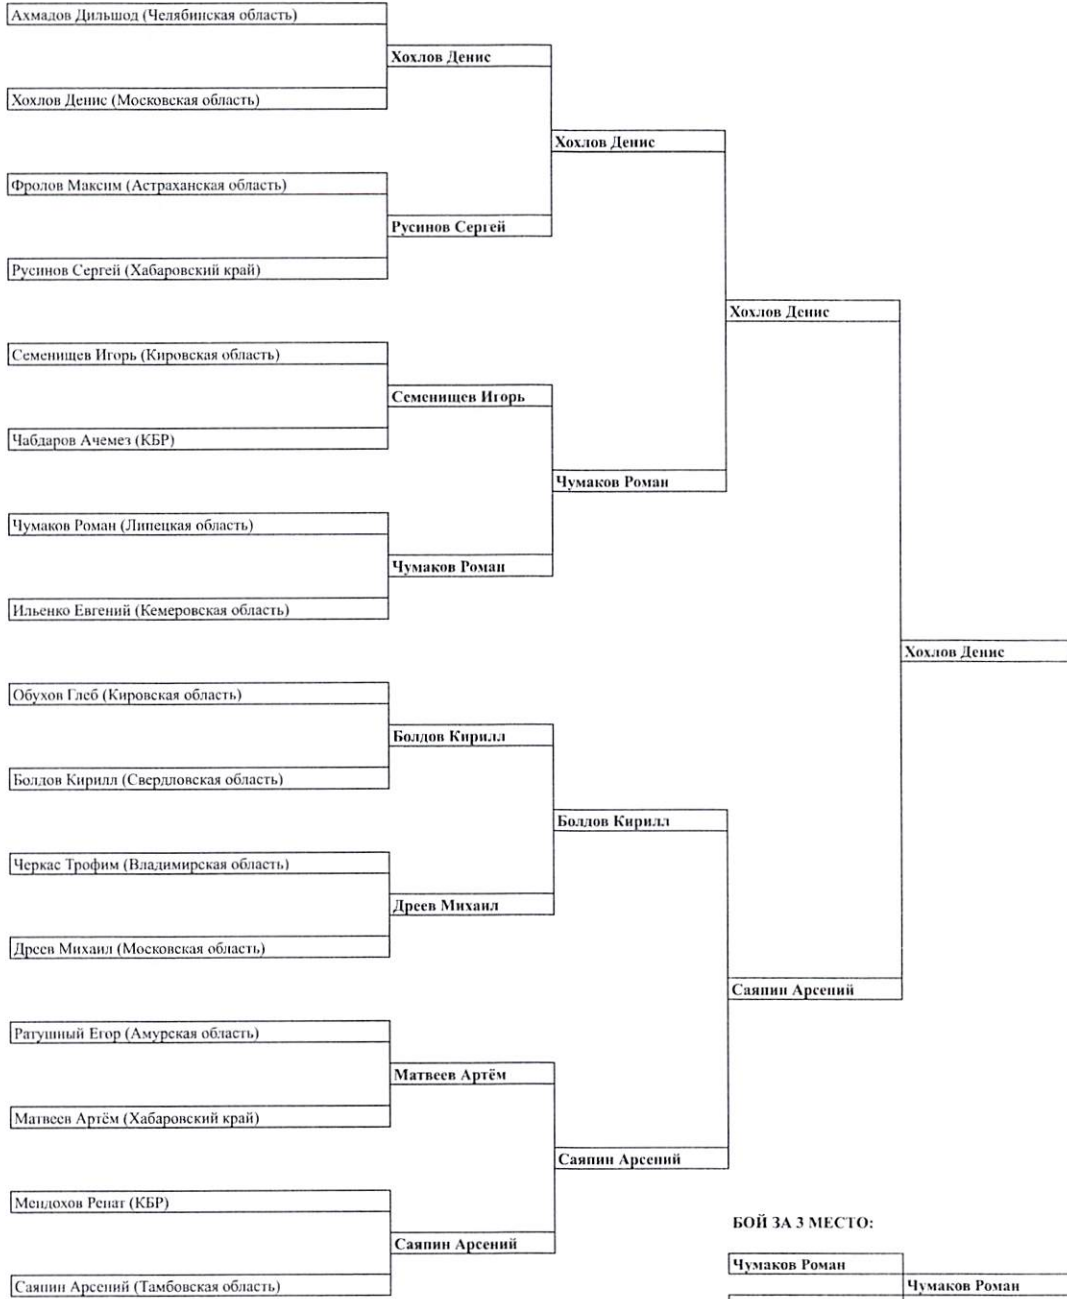 Ахмадов Дильшод (Челябинская область)
Хохлов Денис
Хохлов Денис (Московская область)
Хохлов Денис
Фролов Максим (Астраханская область)
Русинов Сергей
Русинов Сергей (Хабаровский край)
Хохлов Денис
Семенищев Игорь (Кировская область)
Семенищев Игорь
Чабдаров Ачемез (КБР)
Чумаков Роман
Чумаков Роман (Липецкая область)
Чумаков Роман
Ильенко Евгений (Кемеровская область)
Хохлов Денис
Обухов Глеб (Кировская область)
Болдов Кирилл
Болдов Кирилл (Свердловская область)
Болдов Кирилл
Черкас Трофим (Владимирская область)
Дреев Михаил
Дреев Михаил (Московская область)
Саяпин Арсений
Ратушный Егор (Амурская область)
Матвеев Артём
Матвеев Артём (Хабаровский край)
Саяпин Арсений
Мендохов Ренат (КБР)
Саяпин Арсений
Саяпин Арсений (Тамбовская область)
БОЙ ЗА 3 МЕСТО:
Чумаков Роман
Чумаков Роман